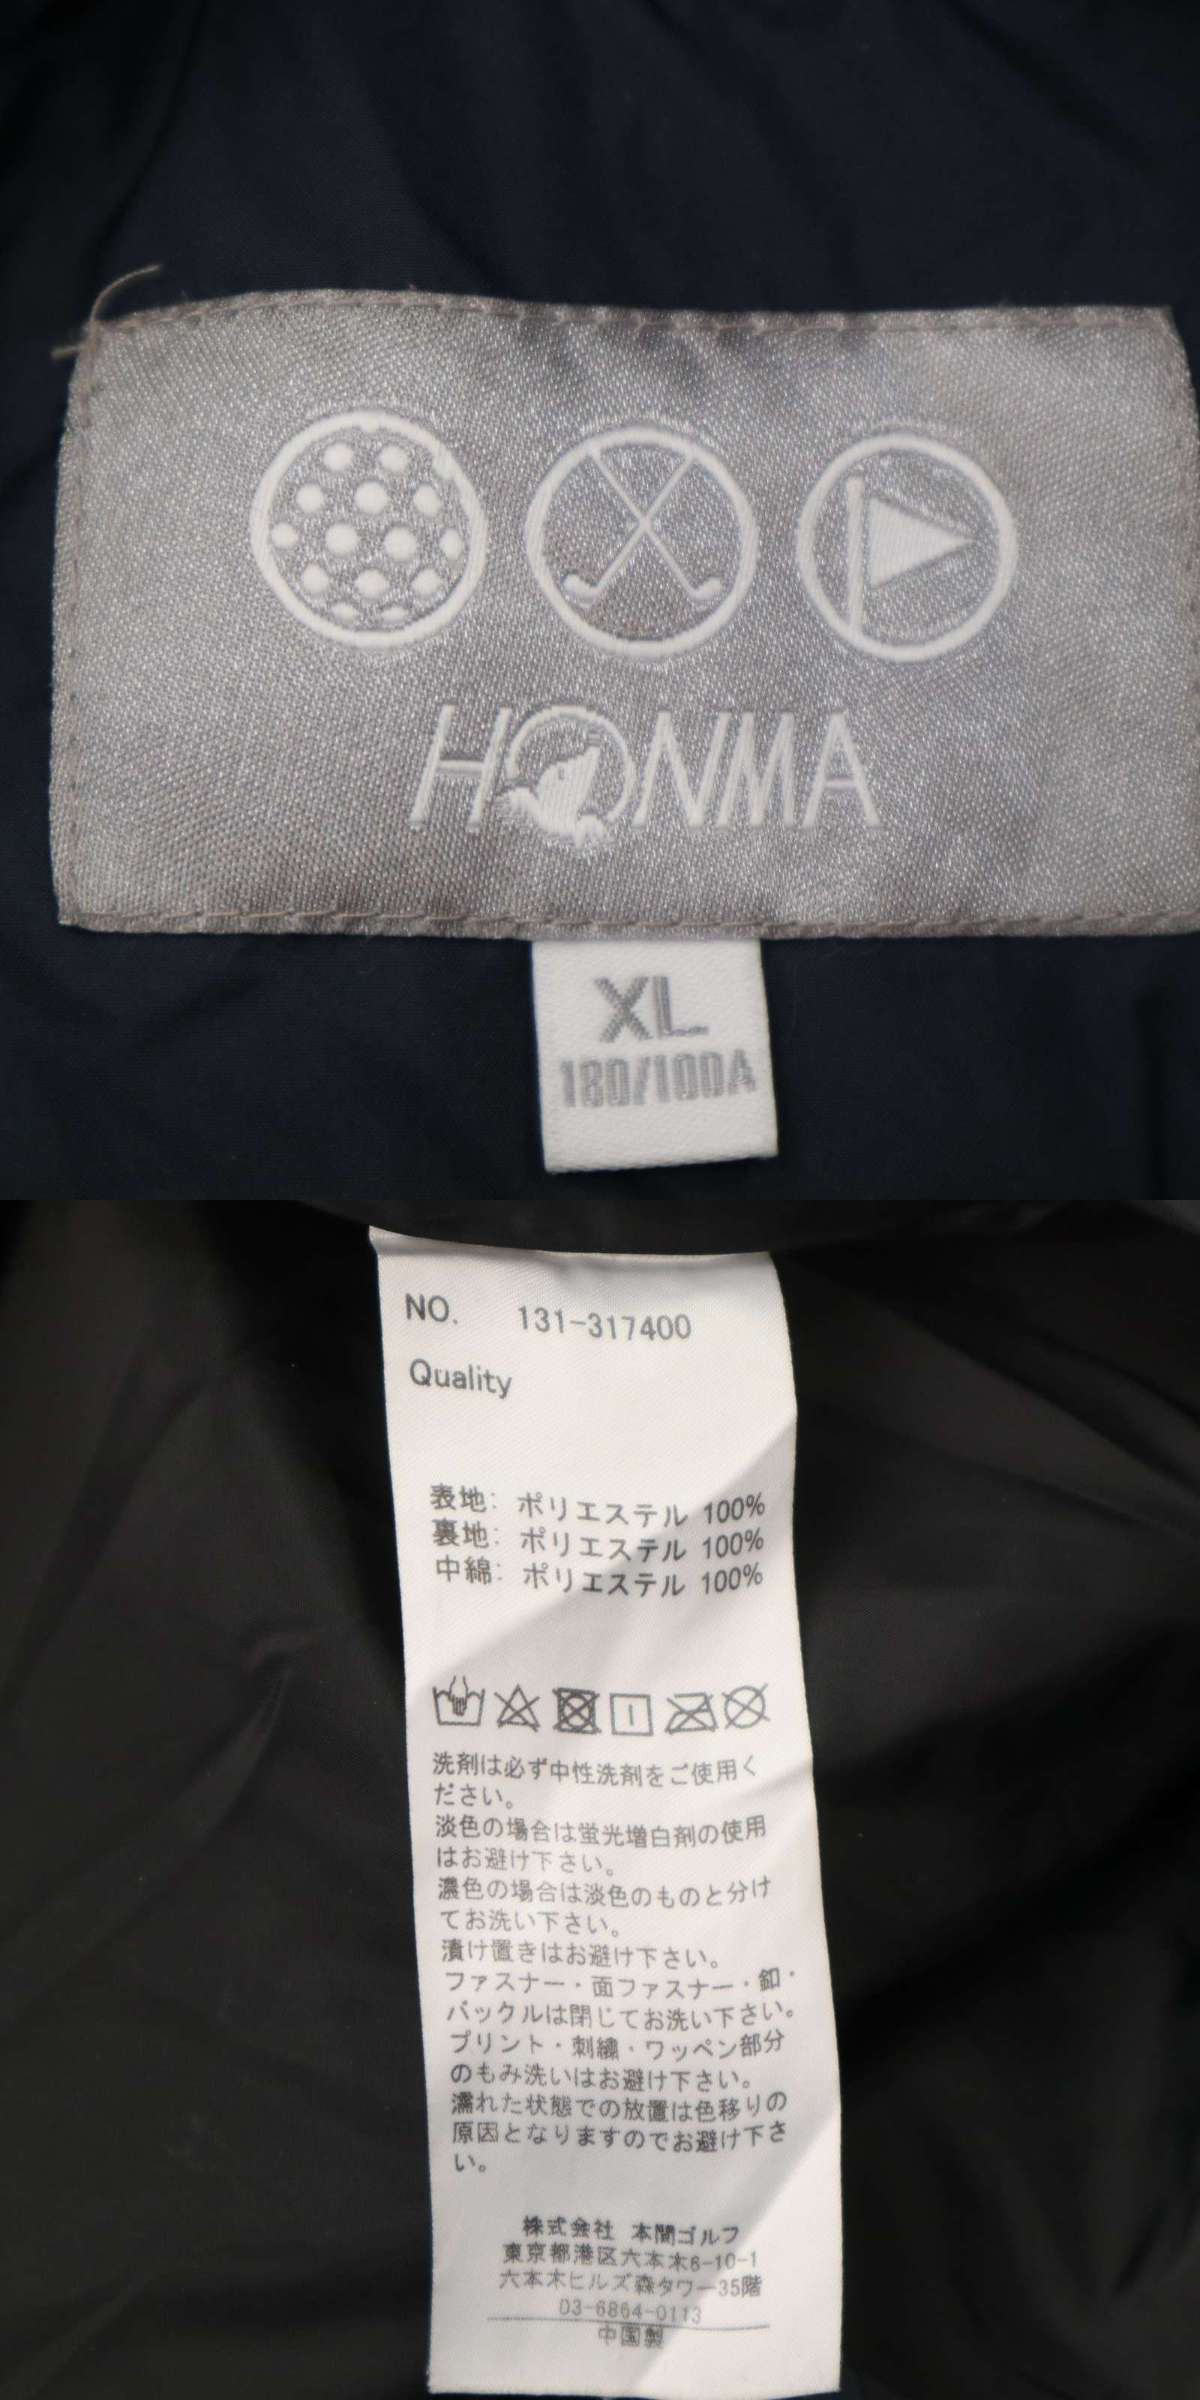 HONMA
XL
180/100A
NO. 131-317400
Quality
表地: ポリエステル 100%
裏地: ポリエステル 100%
中綿: ポリエステル 100%
洗剤は必ず中性洗剤をご使用く
ださい。
淡色の場合は蛍光増白剤の使用
はお避け下さい。
濃色の場合は淡色のものと分け
てお洗い下さい。
漬け置きはお避け下さい。
ファスナー・面ファスナー・釦・
バックルは閉じてお洗い下さい。
プリント・刺繍・ワッペン部分
のもみ洗いはお避け下さい。
濡れた状態での放置は色移りの
原因となりますのでお避け下さ
い。
株式会社 本間ゴルフ
東京都港区六本木6-10-1
六本木ヒルズ森タワー35階
03-6864-0113
中国製